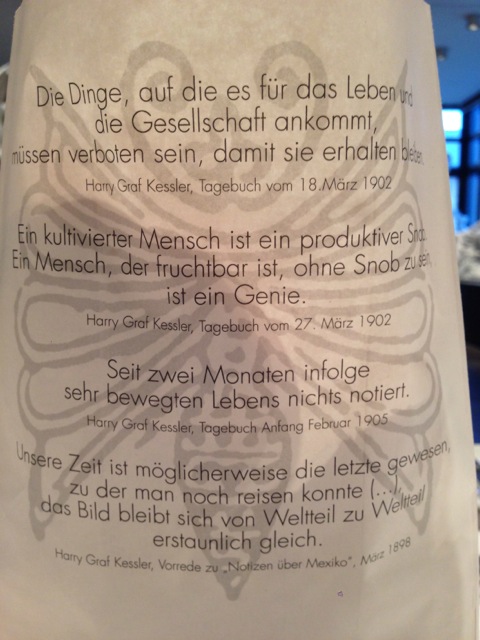 Die Dinge, auf die es für das Leben und
die Gesellschaft ankommt,
müssen verboten sein, damit sie erhalten bleiben.
Harry Graf Kessler, Tagebuch vom 18.März 1902
Ein kultivierter Mensch ist ein produktiver Snob.
Ein Mensch, der fruchtbar ist, ohne Snob zu sein,
ist ein Genie.
Harry Graf Kessler, Tagebuch vom 27. März 1902
Seit zwei Monaten infolge
sehr bewegten Lebens nichts notiert.
Harry Graf Kessler, Tagebuch Anfang Februar 1905
Unsere Zeit ist möglicherweise die letzte gewesen,
zu der man noch reisen konnte (...),
das Bild bleibt sich von Weltteil zu Weltteil
erstaunlich gleich.
Harry Graf Kessler, Vorrede zu „Notizen über Mexiko", März 1898